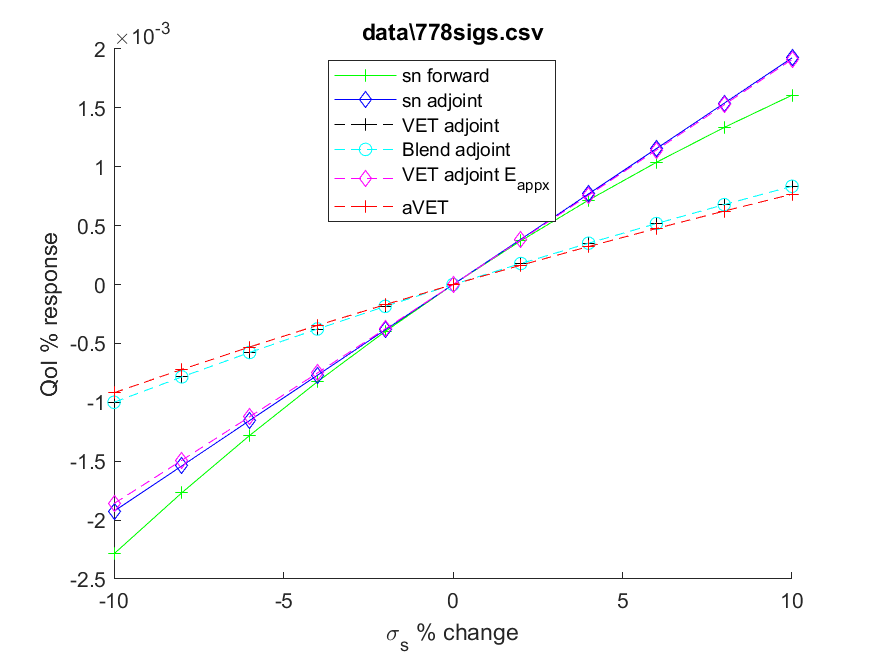 data\778sigs.csv
×10⁻³
sn forward
sn adjoint
VET adjoint
Blend adjoint
VET adjoint E_appx
aVET
2
1.5
1
0.5
0
-0.5
-1
-1.5
-2
-2.5
QoI % response
-10 -5 0 5 10
σ_s % change